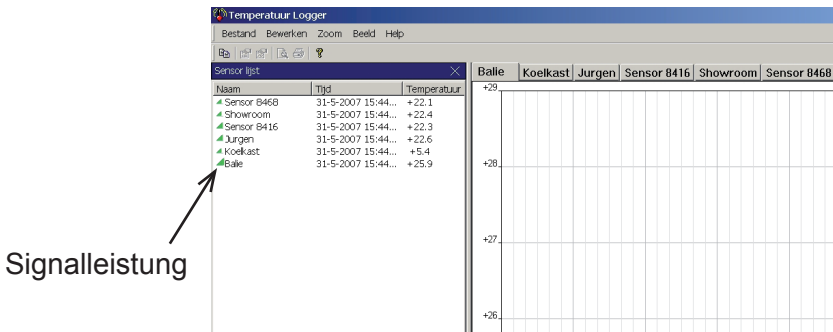 Temperatuur Logger
Bestand Bewerken Zoom Beeld Help
Sensor lijst
Balie Koelkast Jurgen Sensor 8416 Showroom Sensor 8468
Naam Tijd Temperatuur
Sensor 8468 31-5-2007 15:44... +22.1
Showroom 31-5-2007 15:44... +22.4
Sensor 8416 31-5-2007 15:44... +22.3
Jurgen 31-5-2007 15:44... +22.6
Koelkast 31-5-2007 15:44... +5.4
Balie 31-5-2007 15:44... +25.9
+29
+28
+27
+26
Signalleistung